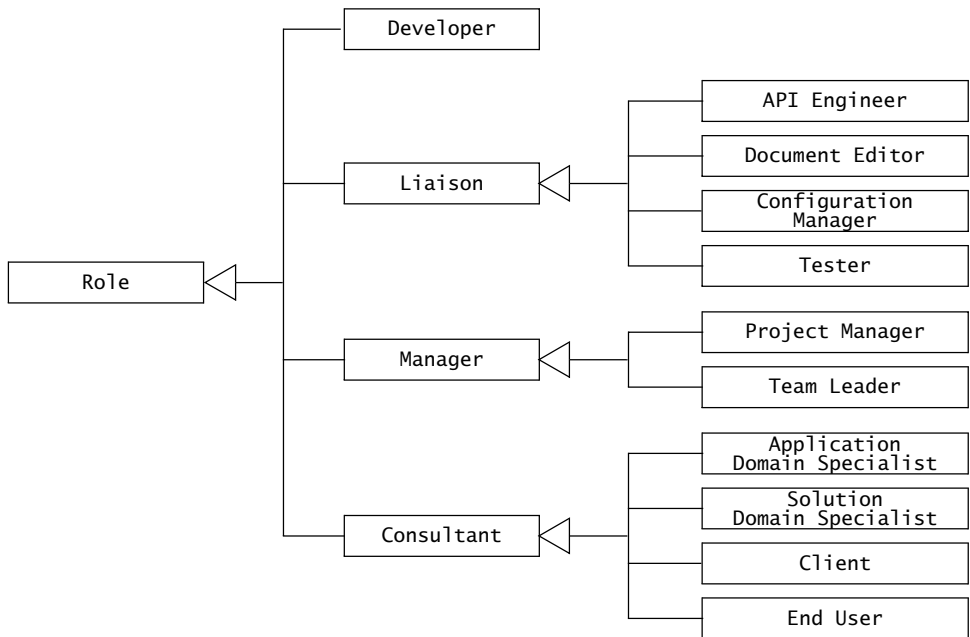 Developer
API Engineer
Document Editor
Liaison
Configuration
Manager
Tester
Role
Project Manager
Manager
Team Leader
Application
Domain Specialist
Solution
Domain Specialist
Consultant
Client
End User